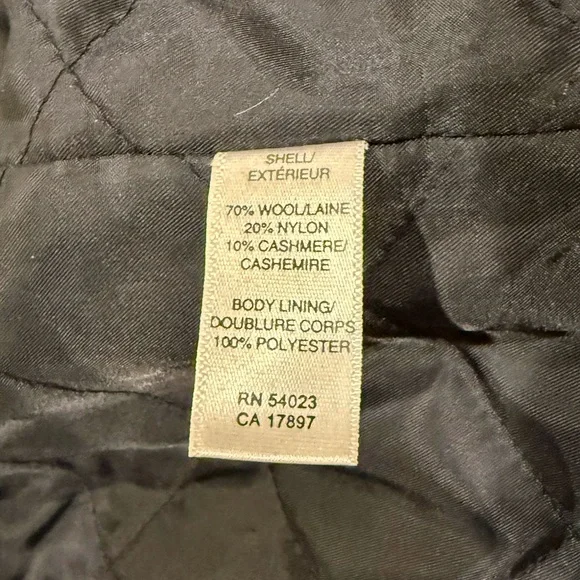 SHELL/
EXTÉRIEUR
70% WOOL/LAINE
20% NYLON
10% CASHMERE/
CASHEMIRE
BODY LINING/
DOUBLURE CORPS
100% POLYESTER
RN 54023
CA 17897